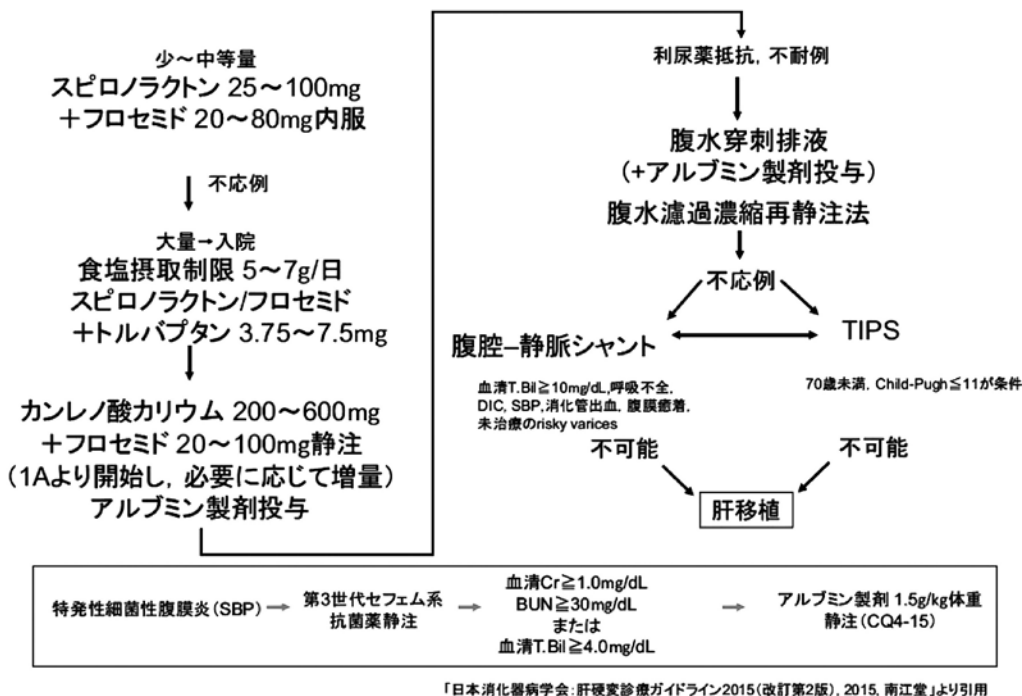 少～中等量
スピロノラクトン 25～100mg
＋フロセミド 20～80mg内服
不応例
大量→入院
食塩摂取制限 5～7g/日
スピロノラクトン/フロセミド
＋トルバプタン 3.75～7.5mg
カンレノ酸カリウム 200～600mg
＋フロセミド 20～100mg静注
(1Aより開始し，必要に応じて増量)
アルブミン製剤投与
利尿薬抵抗，不耐例
腹水穿刺排液
(+アルブミン製剤投与)
腹水濾過濃縮再静注法
不応例
腹腔–静脈シャント
血清T.Bil≧10mg/dL,呼吸不全，
DIC, SBP,消化管出血，腹膜癒着，
未治療のrisky varices
不可能
TIPS
70歳未満，Child-Pugh≦11が条件
不可能
肝移植
特発性細菌性腹膜炎(SBP)
第3世代セフェム系
抗菌薬静注
血清Cr≧1.0mg/dL
BUN≧30mg/dL
または
血清T.Bil≧4.0mg/dL
アルブミン製剤 1.5g/kg体重
静注(CQ4-15)
「日本消化器病学会：肝硬変診療ガイドライン2015(改訂第2版)，2015，南江堂」より引用